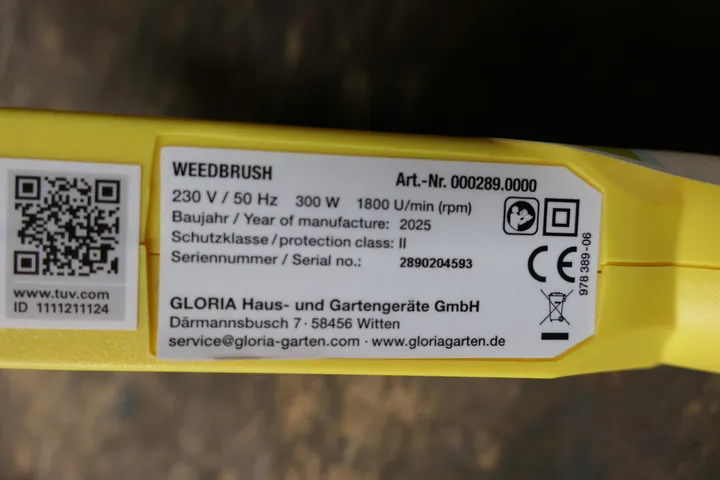 WEEDBRUSH
Art.-Nr. 000289.0000
230 V / 50 Hz 300 W 1800 U/min (rpm)
Baujahr / Year of manufacture: 2025
Schutzklasse / protection class: II
Seriennummer / Serial no.: 2890204593
GLORIA Haus- und Gartengeräte GmbH
Därmannsbusch 7 · 58456 Witten
service@gloria-garten.com · www.gloriagarten.de
CE
978 389-06
www.tuv.com
ID 1111211124